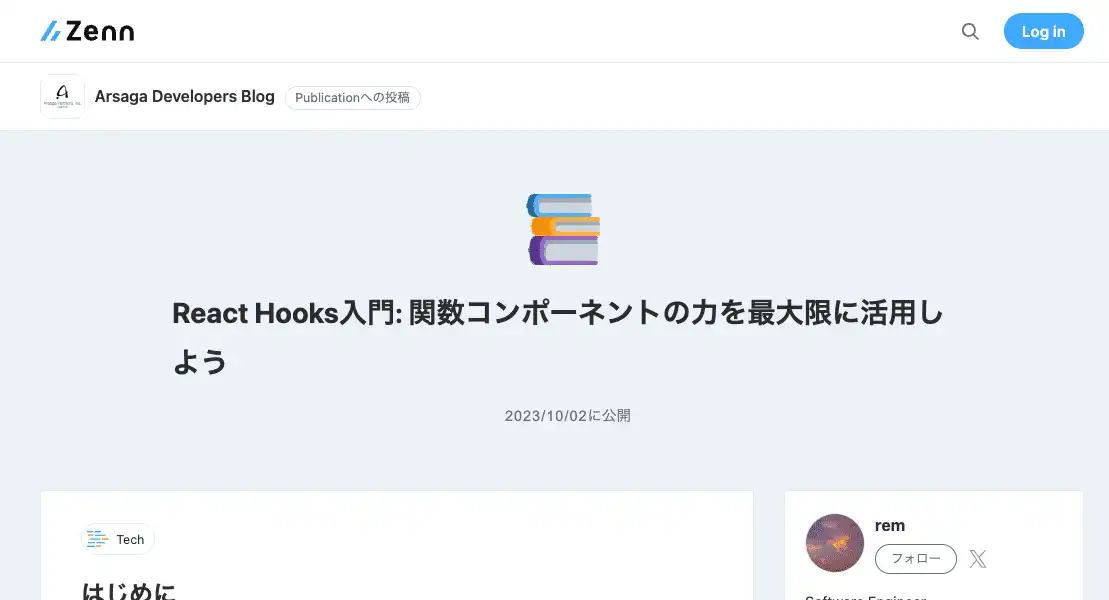 Zenn
Log in
Arsaga Developers Blog
Publicationへの投稿
React Hooks入門: 関数コンポーネントの力を最大限に活用し
よう
2023/10/02に公開
Tech
rem
フォロー
はじめに
Software Engineer